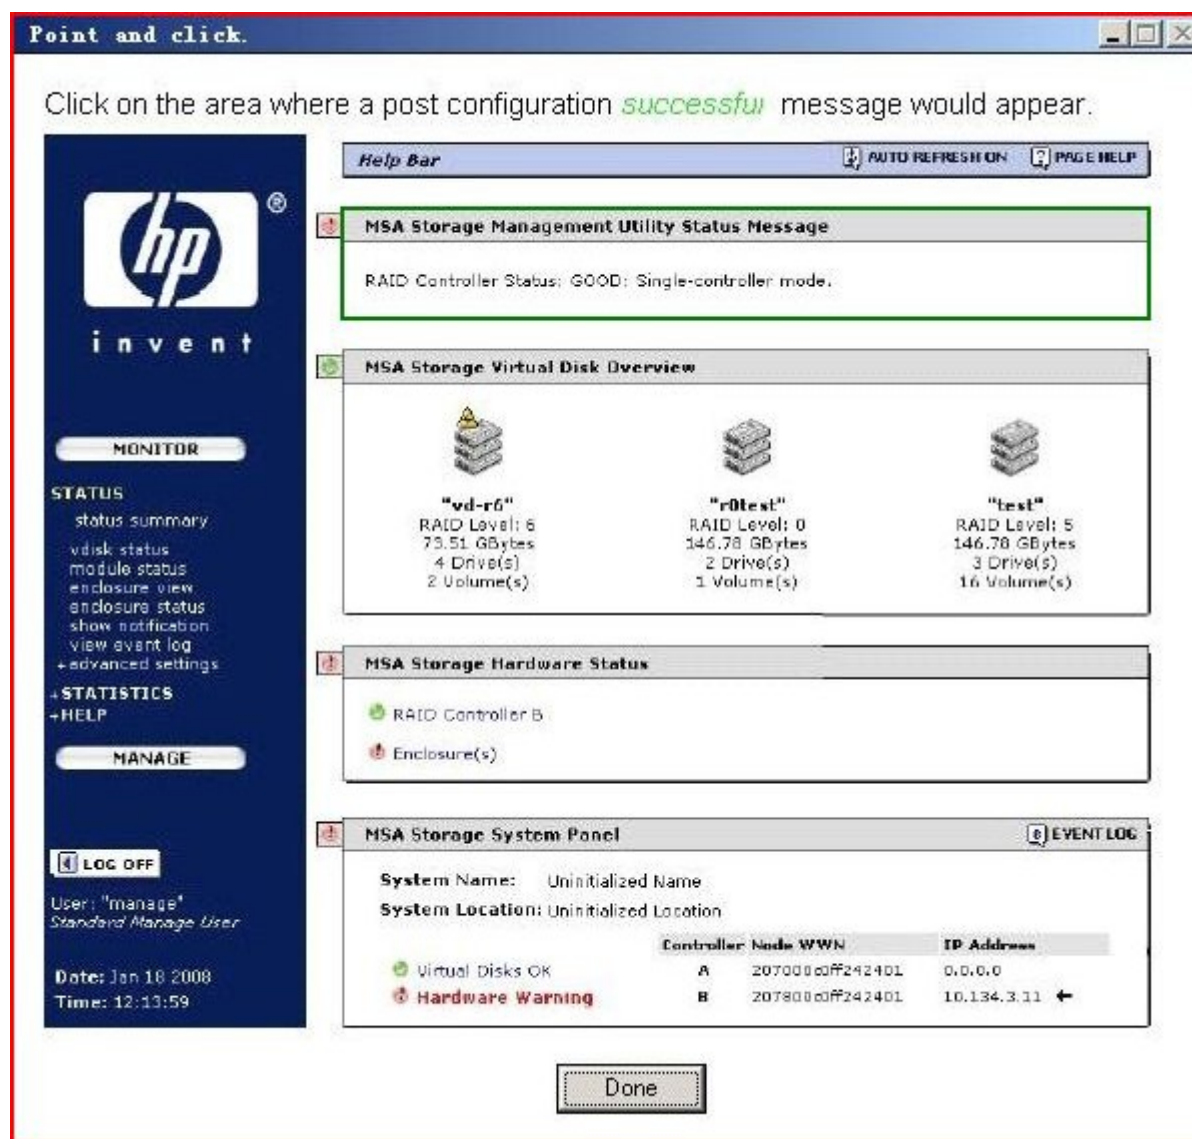 Point and click.
Click on the area where a post configuration successful message would appear.
Help Bar
AUTO REFRESH ON
PAGE HELP
hp
®
invent
MSA Storage Management Utility Status Message
RAID Controller Status: GOOD: Single-controller mode.
MSA Storage Virtual Disk Overview
"vd-r6"
RAID Level: 6
73.51 GBytes
4 Drive(s)
2 Volume(s)
"r0test"
RAID Level: 0
146.78 GBytes
2 Drive(s)
1 Volume(s)
"test"
RAID Level: 5
146.78 GBytes
3 Drive(s)
16 Volume(s)
MONITOR
STATUS
status summary
vdisk status
module status
enclosure view
enclosure status
show notification
view event log
+advanced settings
+STATISTICS
+HELP
MANAGE
MSA Storage Hardware Status
RAID Controller B
Enclosure(s)
MSA Storage System Panel
EVENT LOG
System Name: Uninitialized Name
System Location: Uninitialized Location
Controller Node WWN IP Address
Virtual Disks OK A 207000c0ff242401 0.0.0.0
Hardware Warning B 207800c0ff242401 10.134.3.11
LOG OFF
User: "manage"
Standard Manage User
Date: Jan 18 2008
Time: 12:13:59
Done